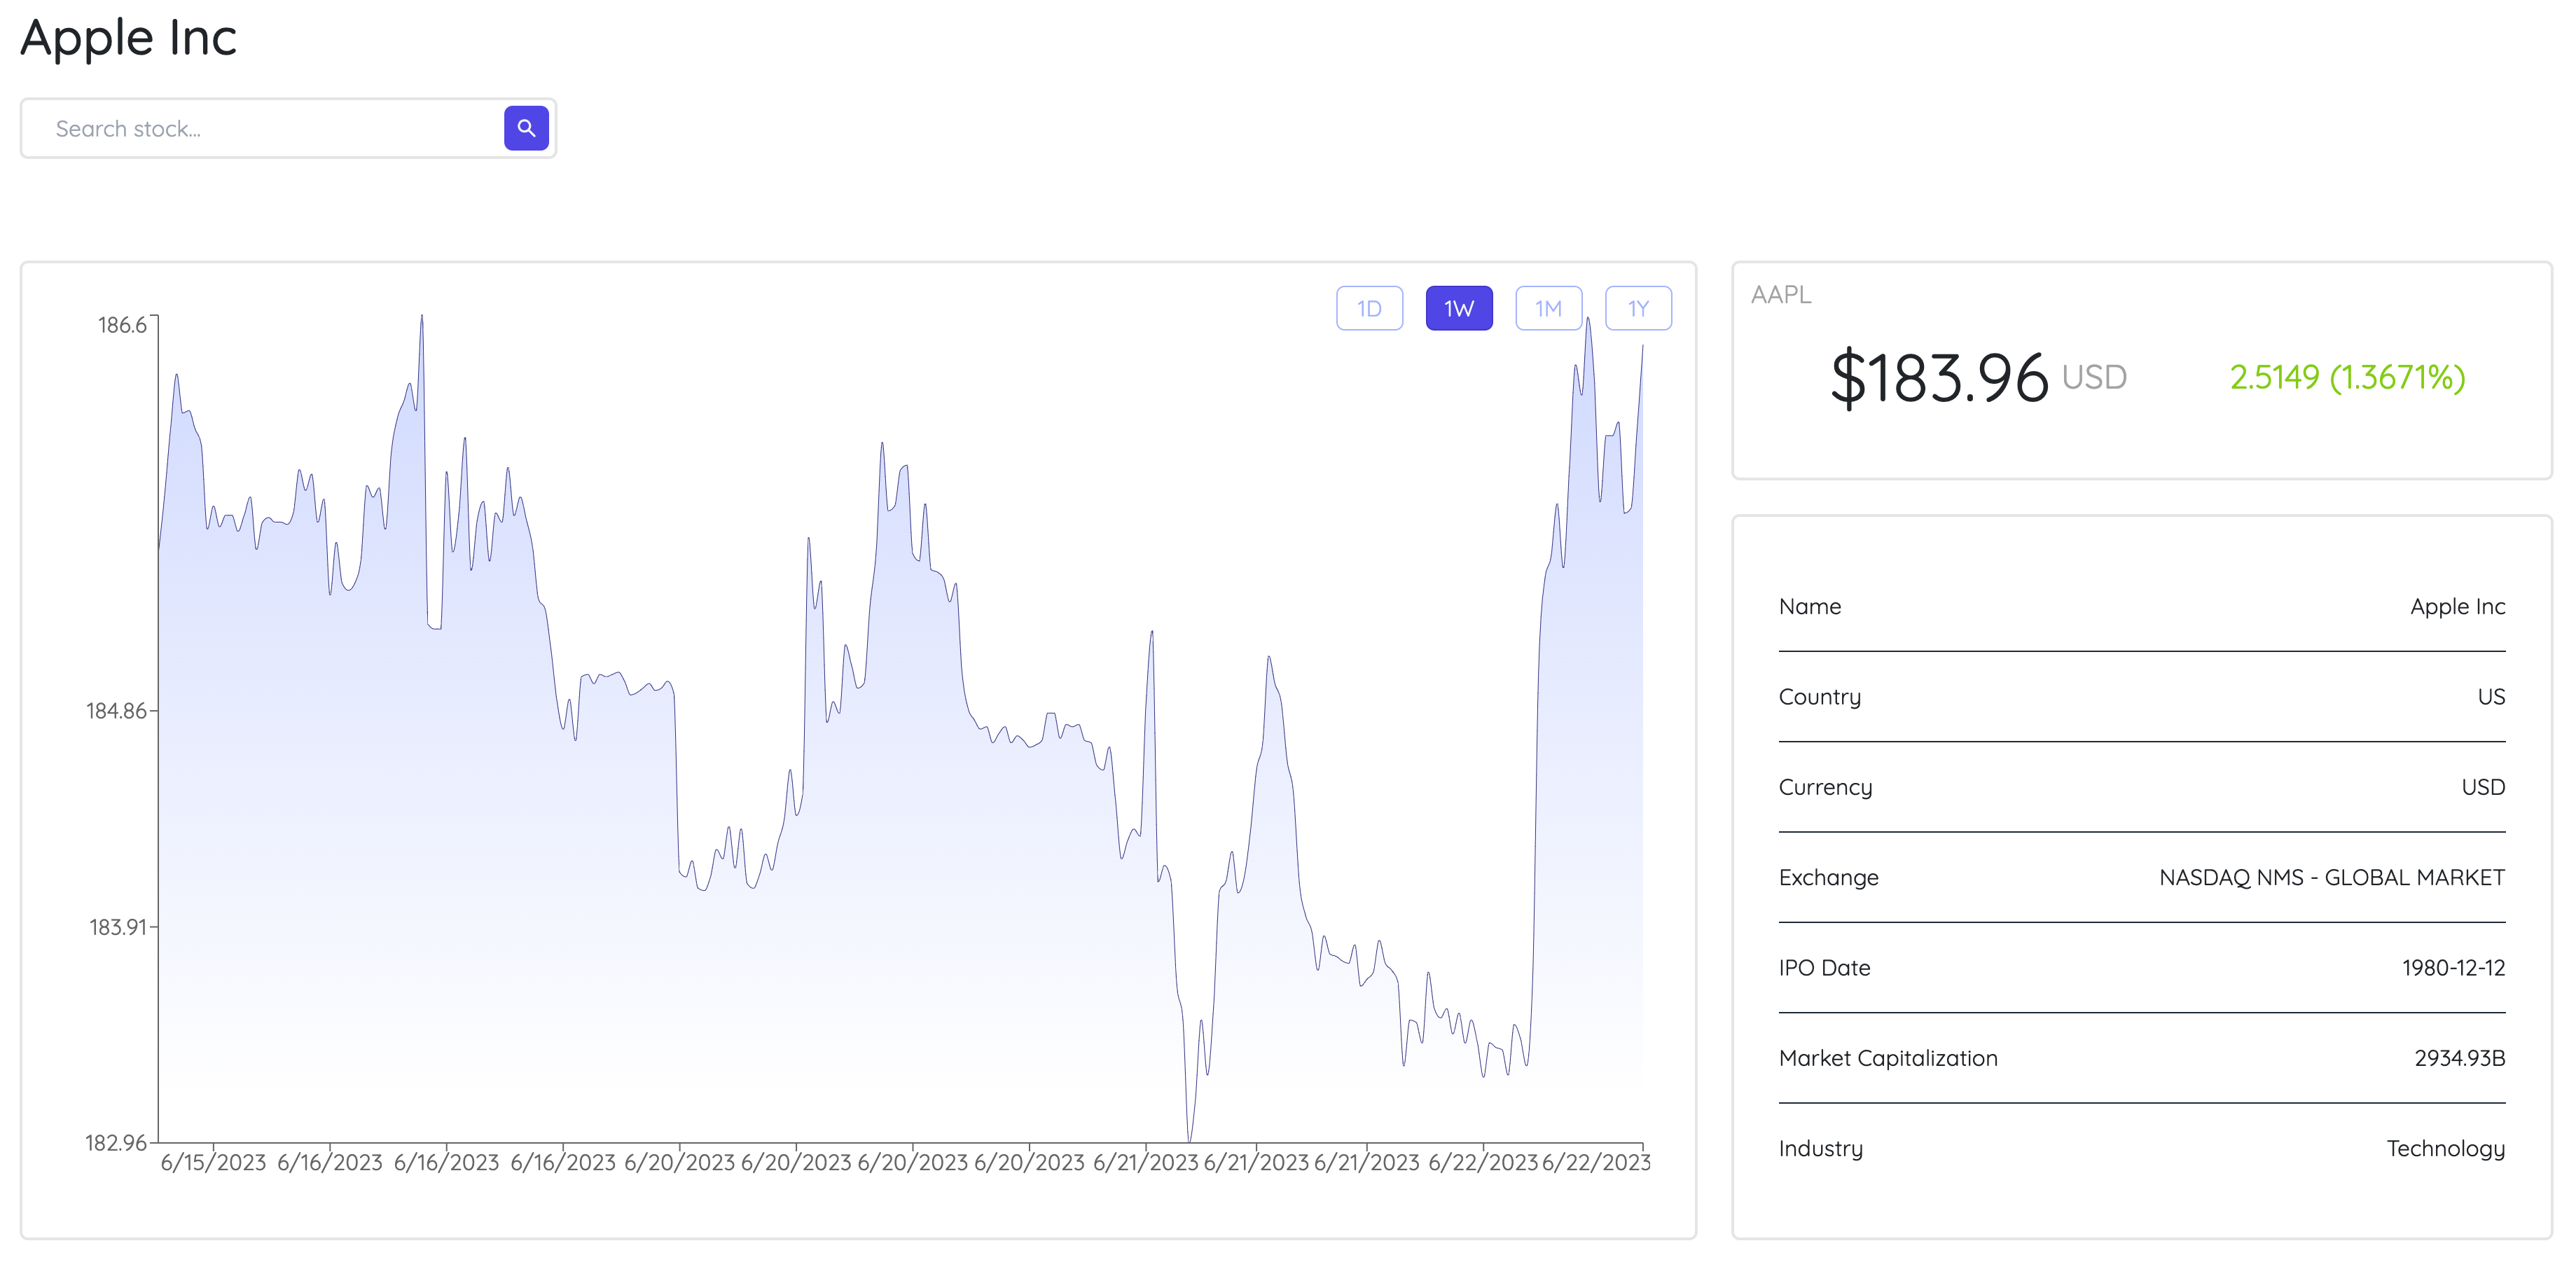 Apple Inc
Search stock...
1D 1W 1M 1Y
186.6
184.86
183.91
182.96
6/15/2023 6/16/2023 6/16/2023 6/16/2023 6/20/2023 6/20/2023 6/20/2023 6/20/2023 6/21/2023 6/21/2023 6/21/2023 6/22/2023 6/22/2023
AAPL
$183.96 USD 2.5149 (1.3671%)
Name Apple Inc
Country US
Currency USD
Exchange NASDAQ NMS - GLOBAL MARKET
IPO Date 1980-12-12
Market Capitalization 2934.93B
Industry Technology